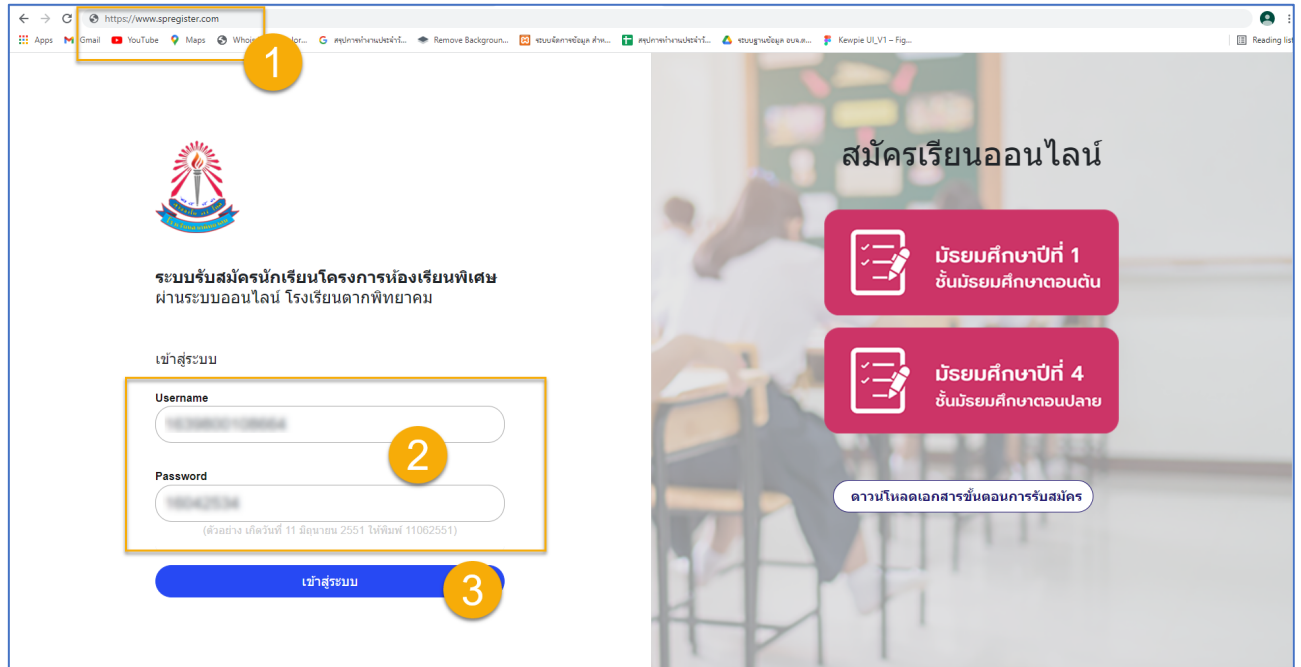 https://www.spregister.com
Apps
Gmail
YouTube
Maps
Remove Backgroun...
Kewpie UI_V1 – Fig...
Reading list
1
ระบบรับสมัครนักเรียนโครงการห้องเรียนพิเศษ
ผ่านระบบออนไลน์ โรงเรียนตากพิทยาคม
เข้าสู่ระบบ
Username
2
Password
(ตัวอย่าง เกิดวันที่ 11 มิถุนายน 2551 ให้พิมพ์ 11062551)
เข้าสู่ระบบ
3
สมัครเรียนออนไลน์
มัธยมศึกษาปีที่ 1
ชั้นมัธยมศึกษาตอนต้น
มัธยมศึกษาปีที่ 4
ชั้นมัธยมศึกษาตอนปลาย
ดาวน์โหลดเอกสารขั้นตอนการรับสมัคร